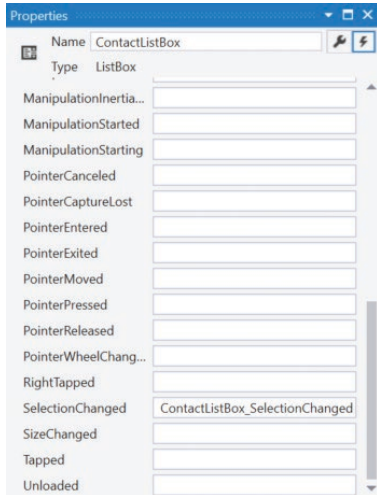 Properties
Name ContactListBox
Type ListBox
ManipulationInertia...
ManipulationStarted
ManipulationStarting
PointerCanceled
PointerCaptureLost
PointerEntered
PointerExited
PointerMoved
PointerPressed
PointerReleased
PointerWheelChang...
RightTapped
SelectionChanged ContactListBox_SelectionChanged
SizeChanged
Tapped
Unloaded